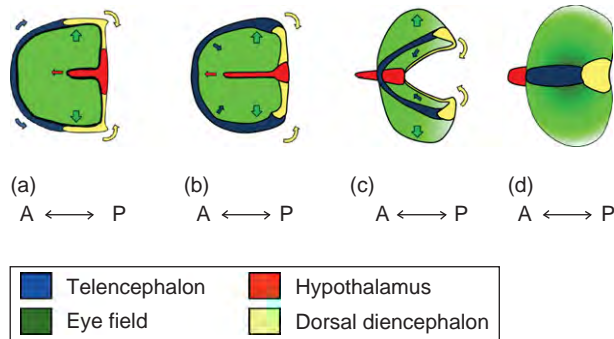 (a) (b) (c) (d)
A ⟷ P A ⟷ P A ⟷ P A ⟷ P
Telencephalon Hypothalamus
Eye field Dorsal diencephalon